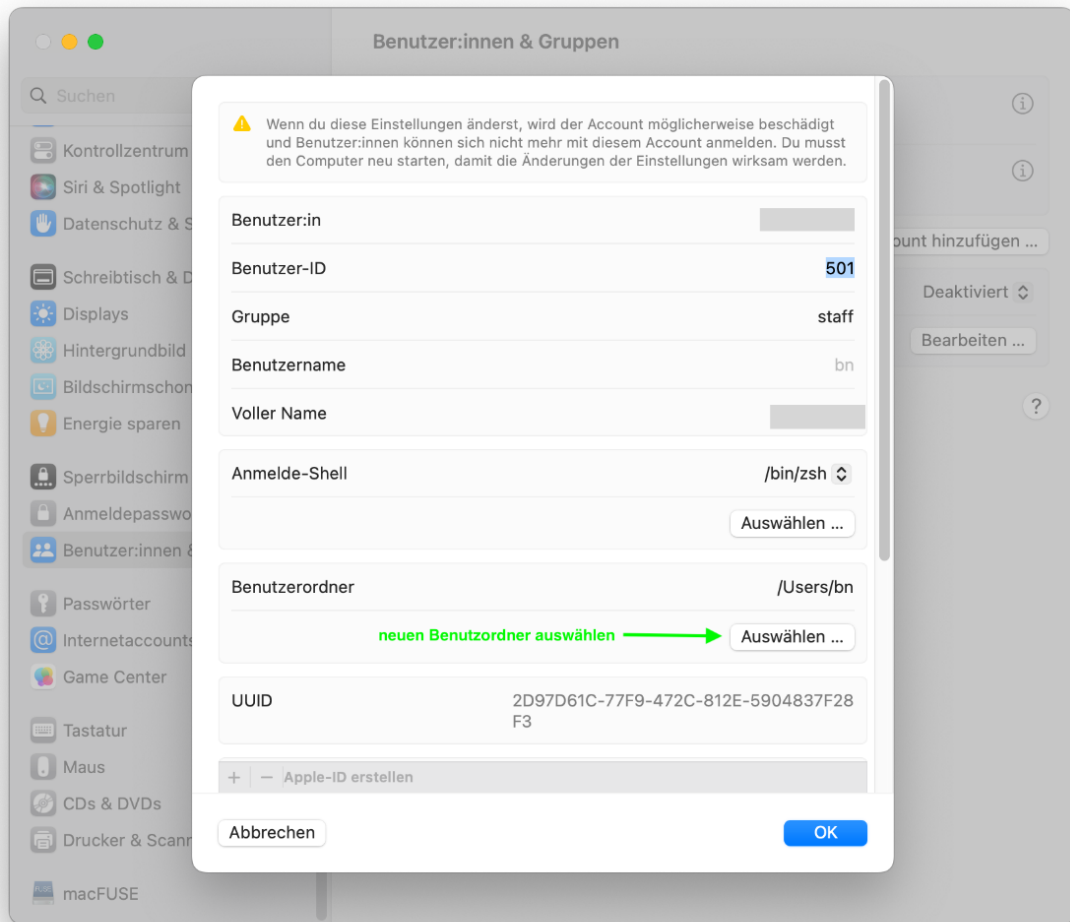 Benutzer:innen & Gruppen
Suchen
Kontrollzentrum
Siri & Spotlight
Datenschutz & S
Schreibtisch & D
Displays
Hintergrundbild
Bildschirmschon
Energie sparen
Sperrbildschirm
Anmeldepasswo
Benutzer:innen &
Passwörter
Internetaccounts
Game Center
Tastatur
Maus
CDs & DVDs
Drucker & Scann
macFUSE
Wenn du diese Einstellungen änderst, wird der Account möglicherweise beschädigt
und Benutzer:innen können sich nicht mehr mit diesem Account anmelden. Du musst
den Computer neu starten, damit die Änderungen der Einstellungen wirksam werden.
Benutzer:in
Benutzer-ID 501
Gruppe staff
Benutzername bn
Voller Name
Anmelde-Shell /bin/zsh
Auswählen ...
Benutzerordner /Users/bn
neuen Benutzordner auswählen Auswählen ...
UUID 2D97D61C-77F9-472C-812E-5904837F28
F3
+ − Apple-ID erstellen
Abbrechen OK
ount hinzufügen ...
Deaktiviert
Bearbeiten ...
?